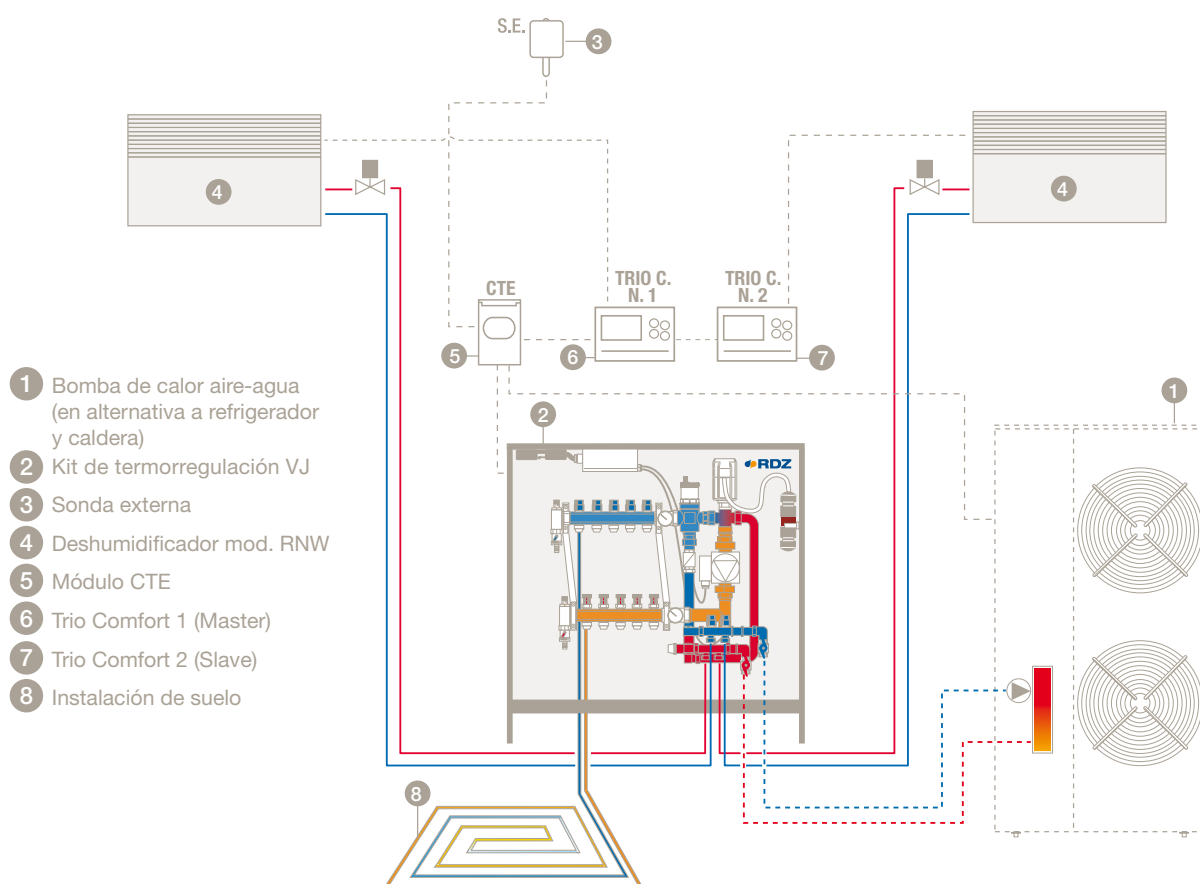 S.E.
3
4
4
CTE
TRIO C.
N. 1
TRIO C.
N. 2
5
6
7
1
2
RDZ
8
1 Bomba de calor aire-agua
(en alternativa a refrigerador
y caldera)
2 Kit de termorregulación VJ
3 Sonda externa
4 Deshumidificador mod. RNW
5 Módulo CTE
6 Trio Comfort 1 (Master)
7 Trio Comfort 2 (Slave)
8 Instalación de suelo